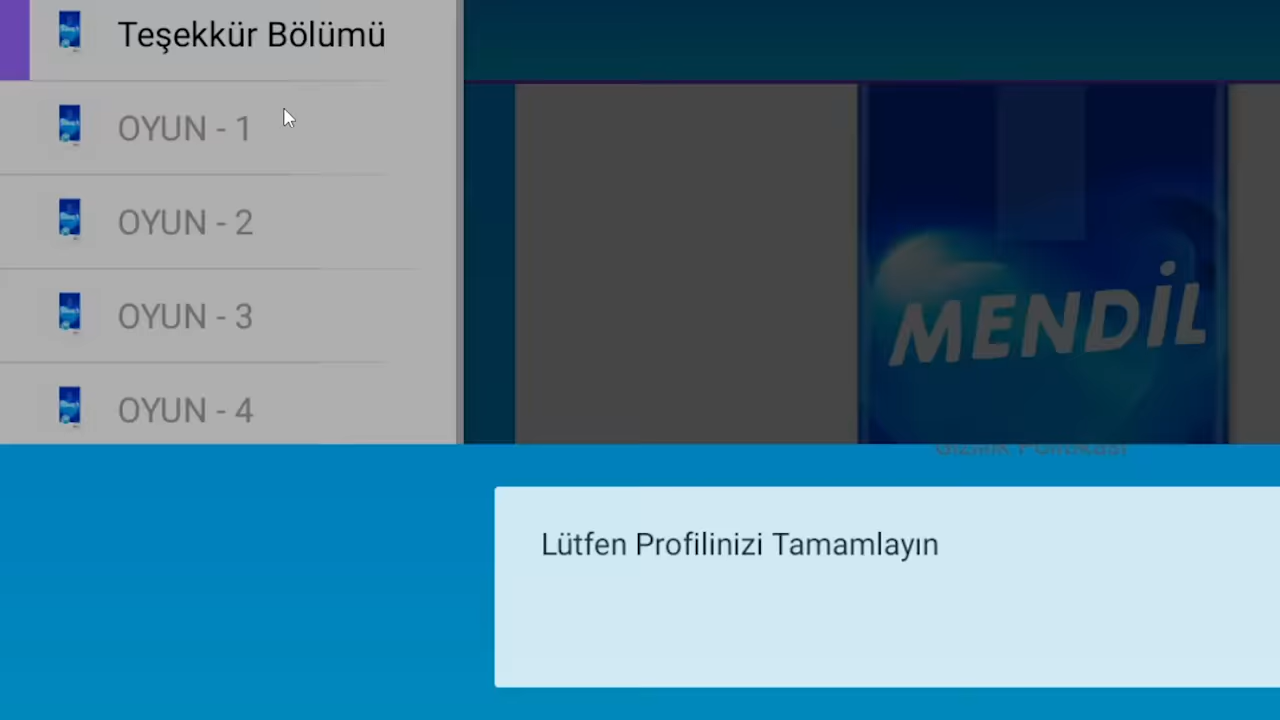 Teşekkür Bölümü
OYUN - 1
OYUN - 2
OYUN - 3
OYUN - 4
MENDİL
Lütfen Profilinizi Tamamlayın